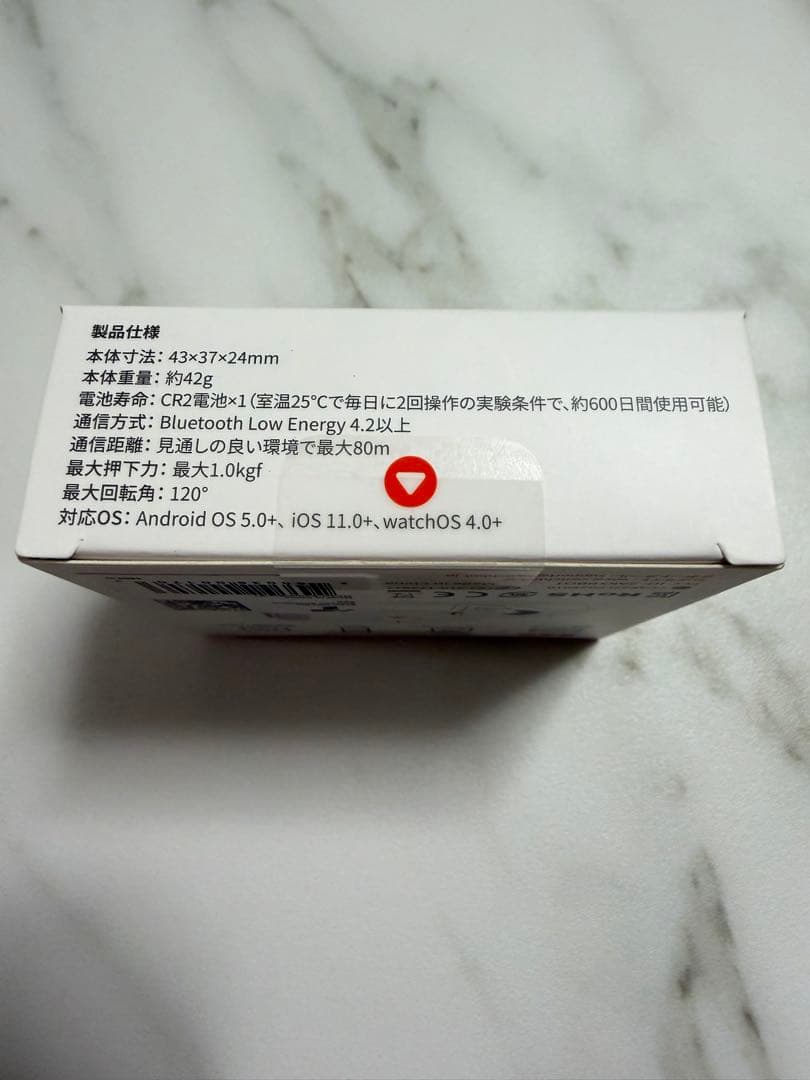 製品仕様
本体寸法：43×37×24mm
本体重量：約42g
電池寿命：CR2電池×1（室温25℃で毎日に2回操作の実験条件で、約600日間使用可能）
通信方式：Bluetooth Low Energy 4.2以上
通信距離：見通しの良い環境で最大80m
最大押下力：最大1.0kgf
最大回転角：120°
対応OS：Android OS 5.0+、iOS 11.0+、watchOS 4.0+
RoHS
CE